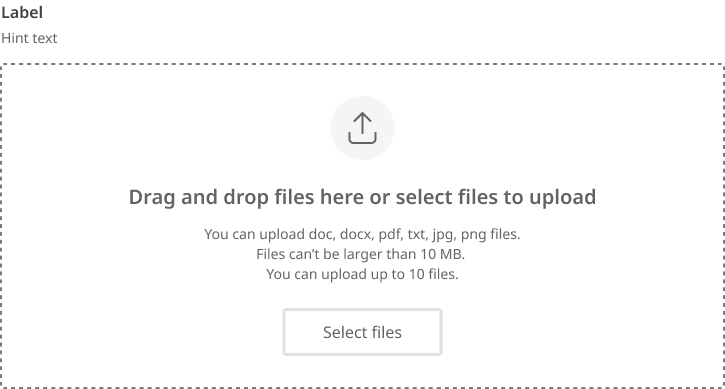 Label
Hint text
Drag and drop files here or select files to upload
You can upload doc, docx, pdf, txt, jpg, png files.
Files can’t be larger than 10 MB.
You can upload up to 10 files.
Select files